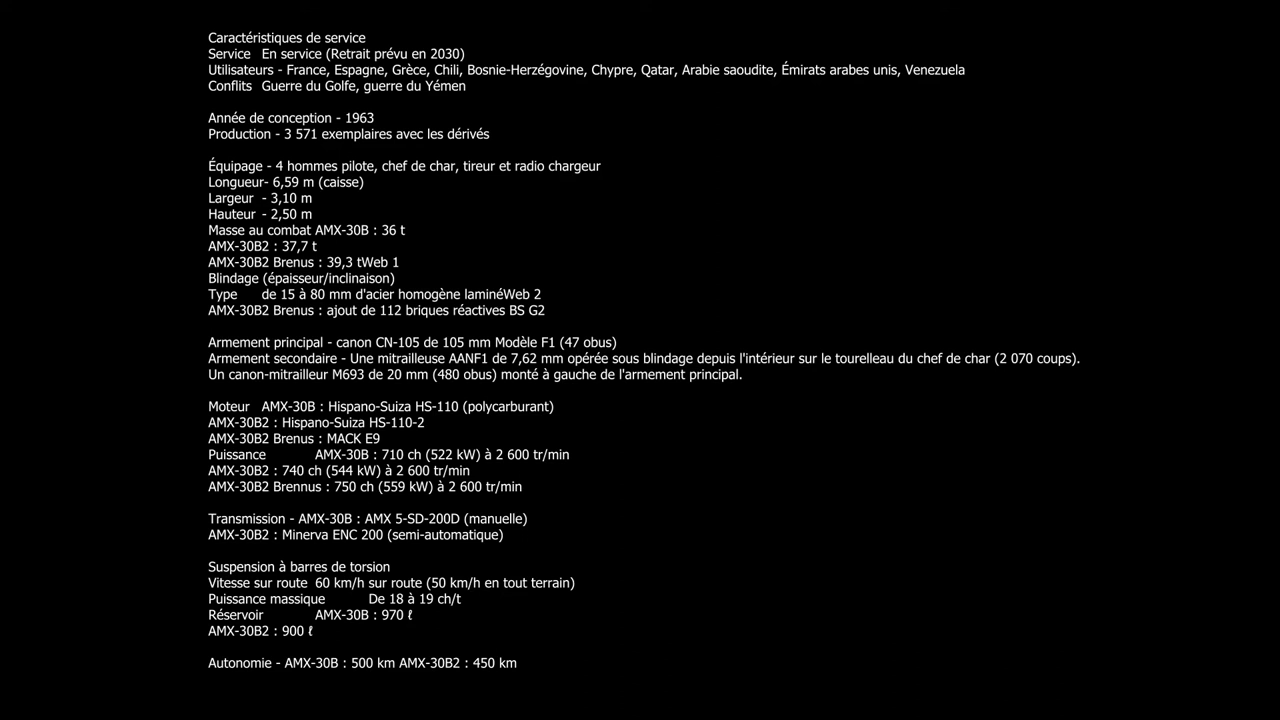 Caractéristiques de service
Service En service (Retrait prévu en 2030)
Utilisateurs - France, Espagne, Grèce, Chili, Bosnie-Herzégovine, Chypre, Qatar, Arabie saoudite, Émirats arabes unis, Venezuela
Conflits Guerre du Golfe, guerre du Yémen
Année de conception - 1963
Production - 3 571 exemplaires avec les dérivés
Équipage - 4 hommes pilote, chef de char, tireur et radio chargeur
Longueur- 6,59 m (caisse)
Largeur - 3,10 m
Hauteur - 2,50 m
Masse au combat AMX-30B : 36 t
AMX-30B2 : 37,7 t
AMX-30B2 Brenus : 39,3 tWeb 1
Blindage (épaisseur/inclinaison)
Type de 15 à 80 mm d'acier homogène laminéWeb 2
AMX-30B2 Brenus : ajout de 112 briques réactives BS G2
Armement principal - canon CN-105 de 105 mm Modèle F1 (47 obus)
Armement secondaire - Une mitrailleuse AANF1 de 7,62 mm opérée sous blindage depuis l'intérieur sur le tourelleau du chef de char (2 070 coups).
Un canon-mitrailleur M693 de 20 mm (480 obus) monté à gauche de l'armement principal.
Moteur AMX-30B : Hispano-Suiza HS-110 (polycarburant)
AMX-30B2 : Hispano-Suiza HS-110-2
AMX-30B2 Brenus : MACK E9
Puissance AMX-30B : 710 ch (522 kW) à 2 600 tr/min
AMX-30B2 : 740 ch (544 kW) à 2 600 tr/min
AMX-30B2 Brennus : 750 ch (559 kW) à 2 600 tr/min
Transmission - AMX-30B : AMX 5-SD-200D (manuelle)
AMX-30B2 : Minerva ENC 200 (semi-automatique)
Suspension à barres de torsion
Vitesse sur route 60 km/h sur route (50 km/h en tout terrain)
Puissance massique De 18 à 19 ch/t
Réservoir AMX-30B : 970 ℓ
AMX-30B2 : 900 ℓ
Autonomie - AMX-30B : 500 km AMX-30B2 : 450 km